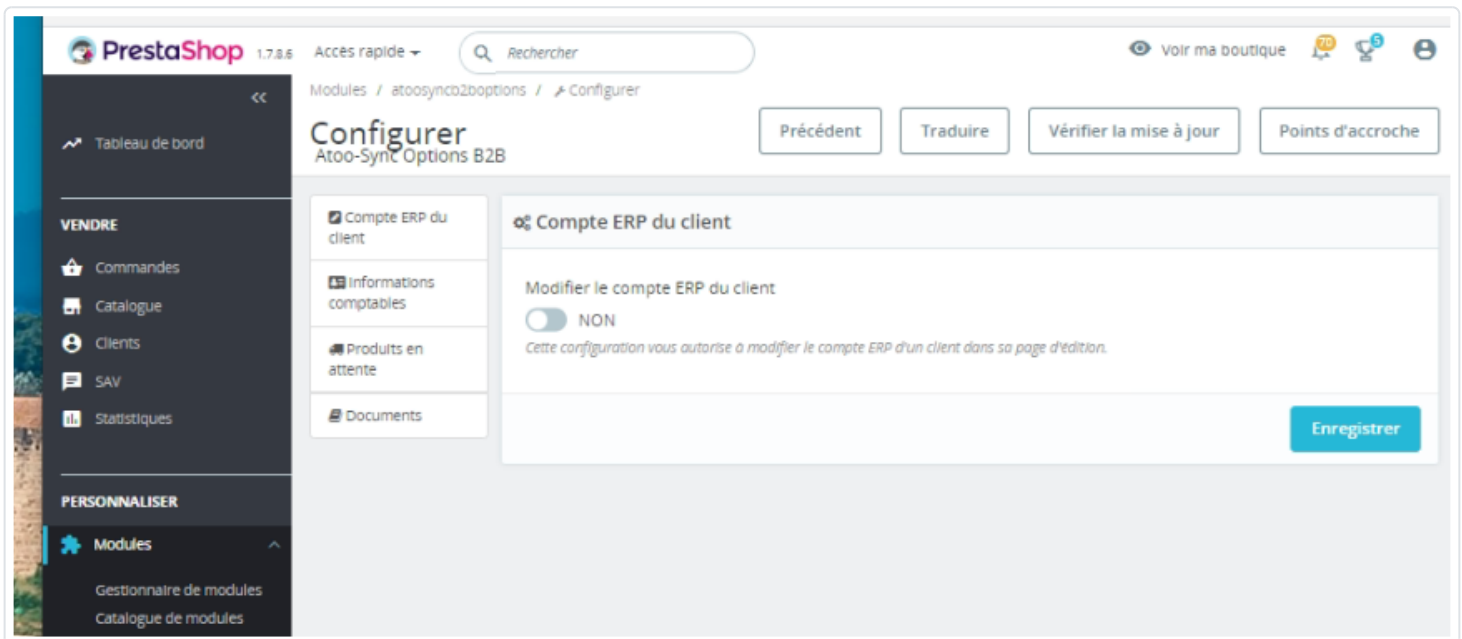 PrestaShop 1.7.8.6 Accès rapide Rechercher Voir ma boutique 70 5
Modules / atoosyncb2boptions / Configurer
Configurer
Atoo-Sync Options B2B
Précédent Traduire Vérifier la mise à jour Points d'accroche
Tableau de bord
VENDRE
Commandes
Catalogue
Clients
SAV
Statistiques
PERSONNALISER
Modules
Gestionnaire de modules
Catalogue de modules
Compte ERP du
client
Informations
comptables
Produits en
attente
Documents
Compte ERP du client
Modifier le compte ERP du client
NON
Cette configuration vous autorise à modifier le compte ERP d'un client dans sa page d'édition.
Enregistrer